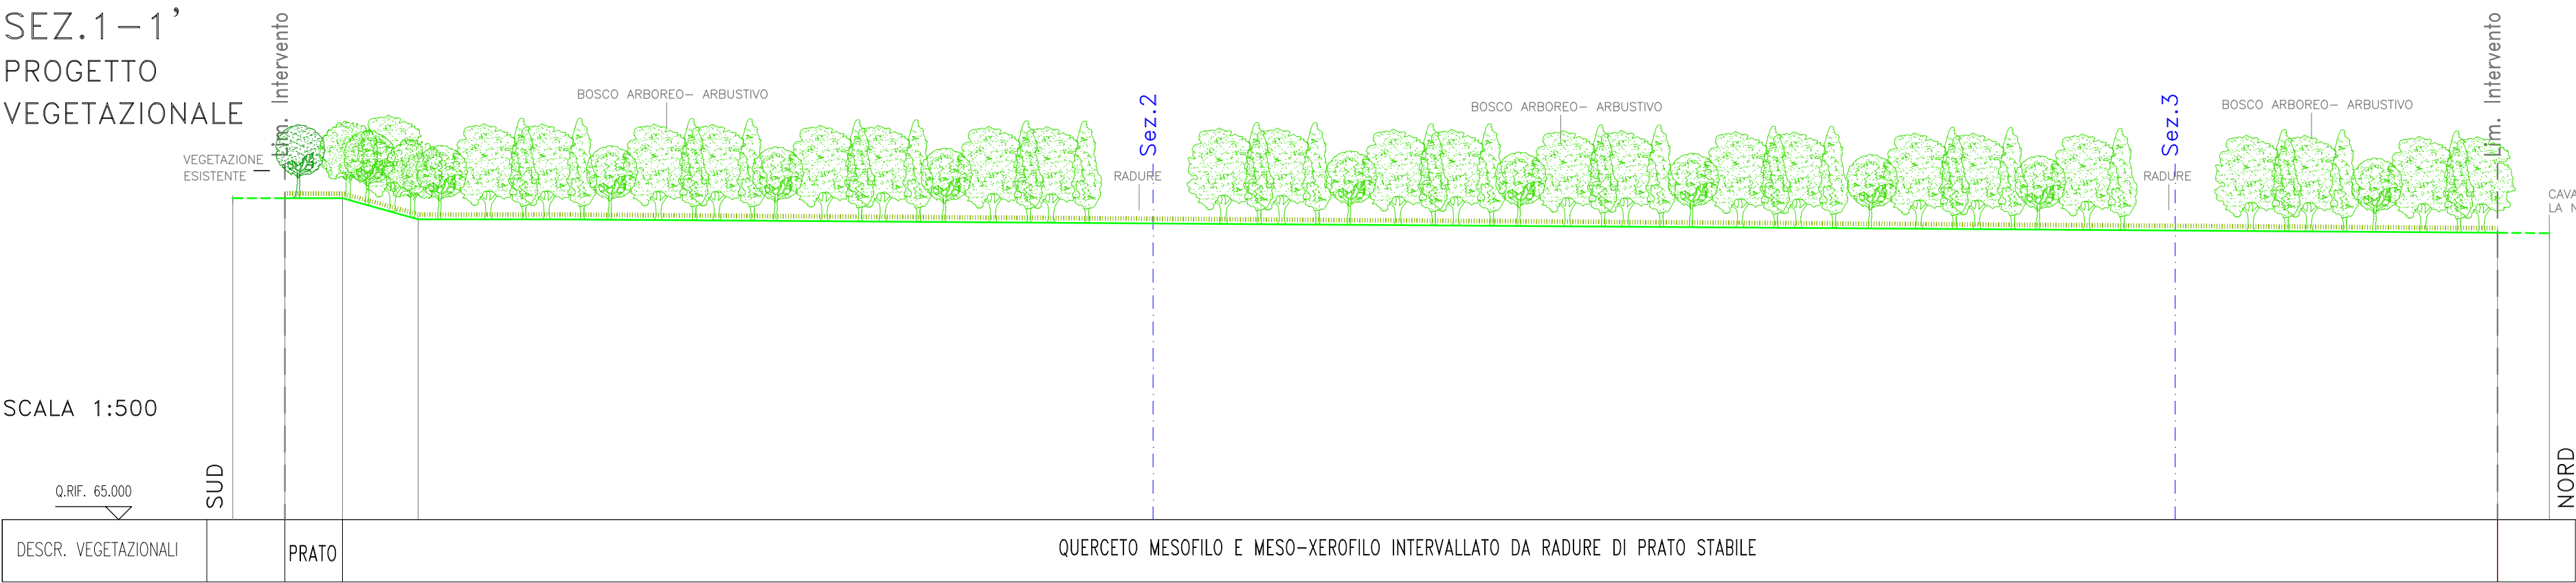 SEZ.1-1'
PROGETTO
VEGETAZIONALE
Lim. Intervento
VEGETAZIONE
ESISTENTE
BOSCO ARBOREO- ARBUSTIVO
RADURE
Sez.2
BOSCO ARBOREO- ARBUSTIVO
RADURE
Sez.3
BOSCO ARBOREO- ARBUSTIVO
Lim. Intervento
SCALA 1:500
Q.RIF. 65.000
SUD
NORD
DESCR. VEGETAZIONALI
PRATO
QUERCETO MESOFILO E MESO-XEROFILO INTERVALLATO DA RADURE DI PRATO STABILE